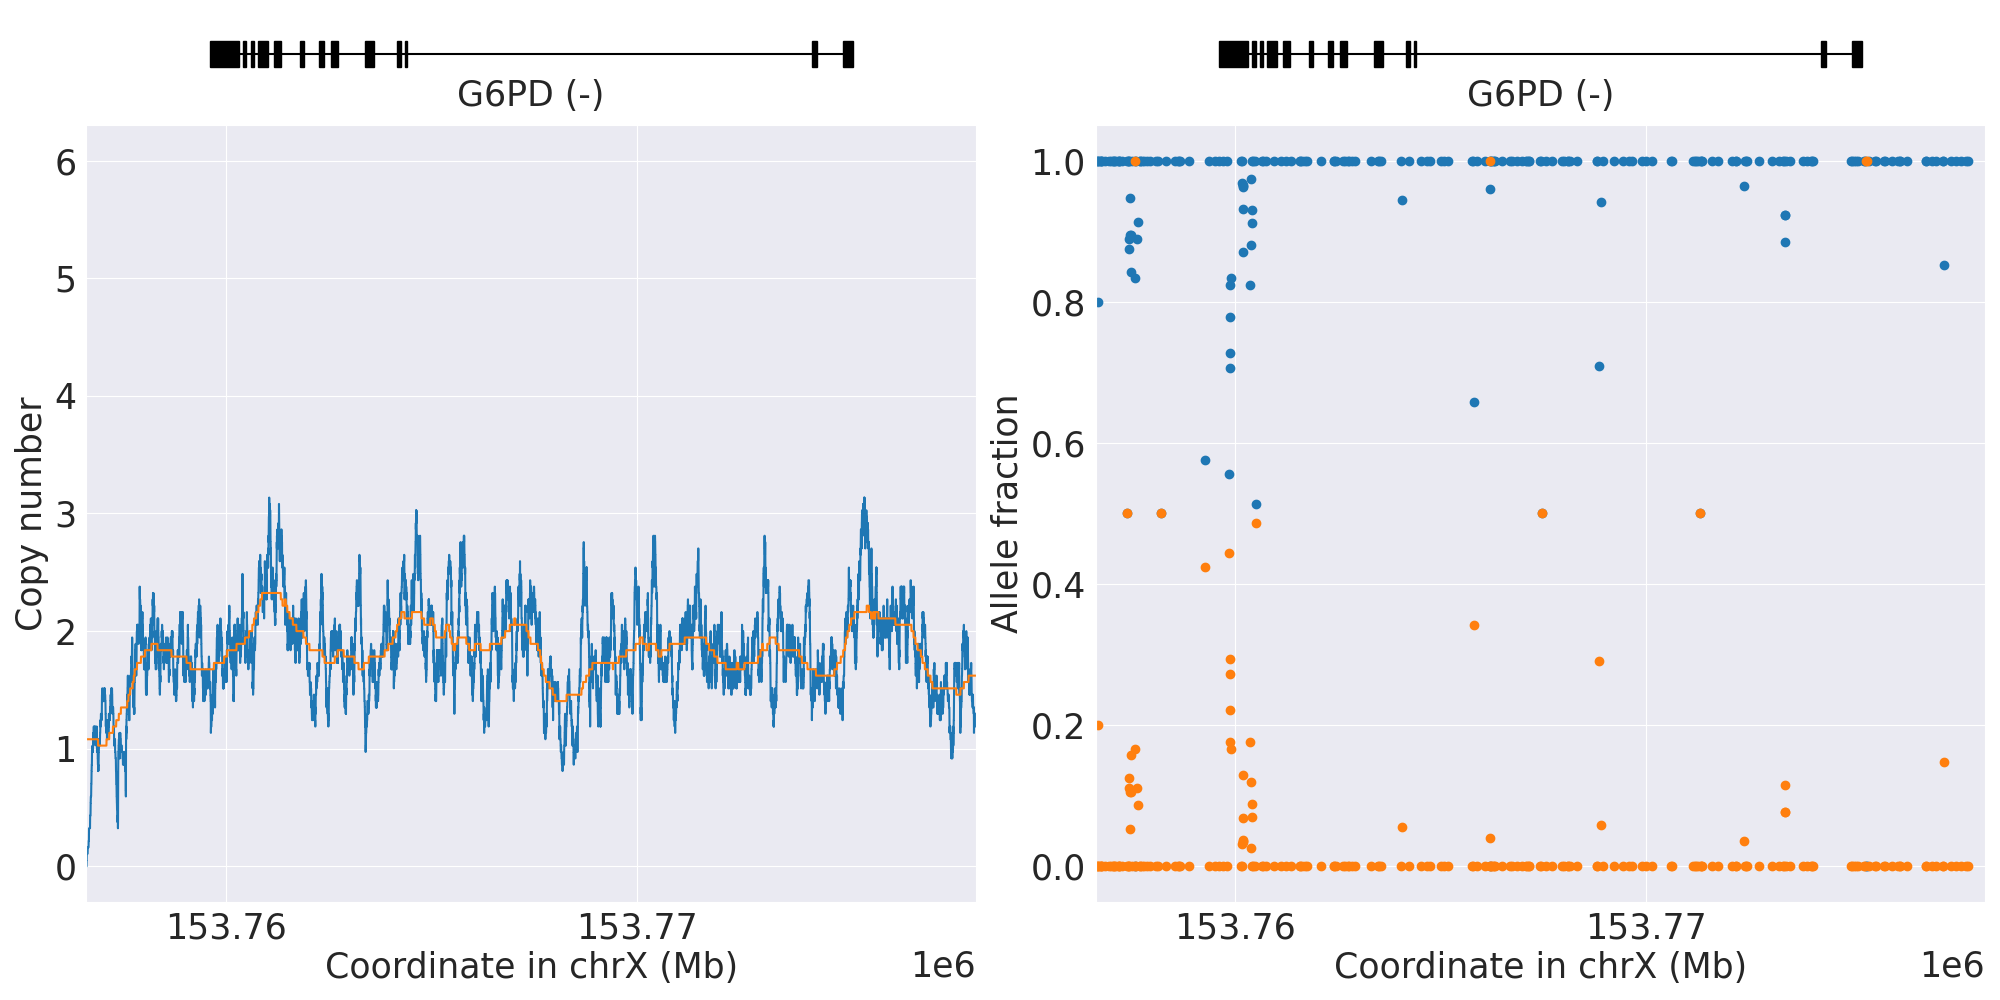 G6PD (-)
G6PD (-)
Copy number
6
5
4
3
2
1
0
153.76
153.77
Coordinate in chrX (Mb)
1e6
Allele fraction
1.0
0.8
0.6
0.4
0.2
0.0
153.76
153.77
Coordinate in chrX (Mb)
1e6